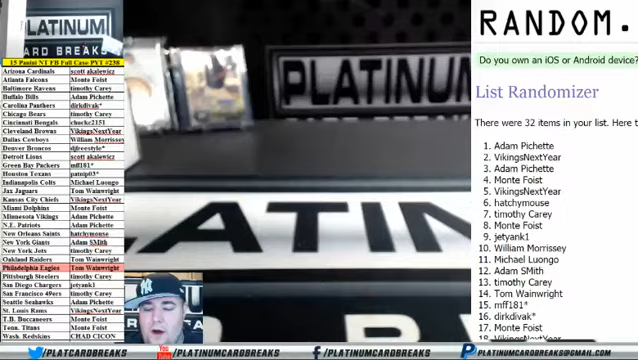 PLATINUM
CARD BREAKS
15 Panini NT FB Full Case PYT #238
Arizona Cardinals scott akalewicz
Atlanta Falcons Monte Foist
Baltimore Ravens timothy Carey
Buffalo Bills Adam Pichette
Carolina Panthers dirkdivak*
Chicago Bears timothy Carey
Cincinnati Bengals chuckc2151
Cleveland Browns VikingsNextYear
Dallas Cowboys William Morrissey
Denver Broncos djfreestyle*
Detroit Lions scott akalewicz
Green Bay Packers mff181*
Houston Texans patnip03*
Indianapolis Colts Michael Luongo
Jax Jaguars Tom Wainwright
Kansas City Chiefs VikingsNextYear
Miami Dolphins Monte Foist
Minnesota Vikings Adam Pichette
N.E. Patriots Adam Pichette
New Orleans Saints hatchymouse
New York Giants Adam SMith
New York Jets timothy Carey
Oakland Raiders Tom Wainwright
Philadelphia Eagles Tom Wainwright
Pittsburgh Steelers timothy Carey
San Diego Chargers jetyank1
San Francisco 49ers timothy Carey
Seattle Seahawks Adam Pichette
St. Louis Rams VikingsNextYear
T.B. Buccaneers Monte Foist
Tenn. Titans Monte Foist
Wash. Redskins CHAD CICON
PLATINUM
LATIN
RANDOM.
Do you own an iOS or Android device?
List Randomizer
There were 32 items in your list. Here t
1. Adam Pichette
2. VikingsNextYear
3. Adam Pichette
4. Monte Foist
5. VikingsNextYear
6. hatchymouse
7. timothy Carey
8. Monte Foist
9. jetyank1
10. William Morrissey
11. Michael Luongo
12. Adam SMith
13. timothy Carey
14. Tom Wainwright
15. mff181*
16. dirkdivak*
17. Monte Foist
18. VikingsNextYear
/PLATCARDBREAKS
/PLATINUMCARDBREAKS
/PLATINUMCARDBREAKS
PLATINUMCARDBREAKS@GMAIL.COM